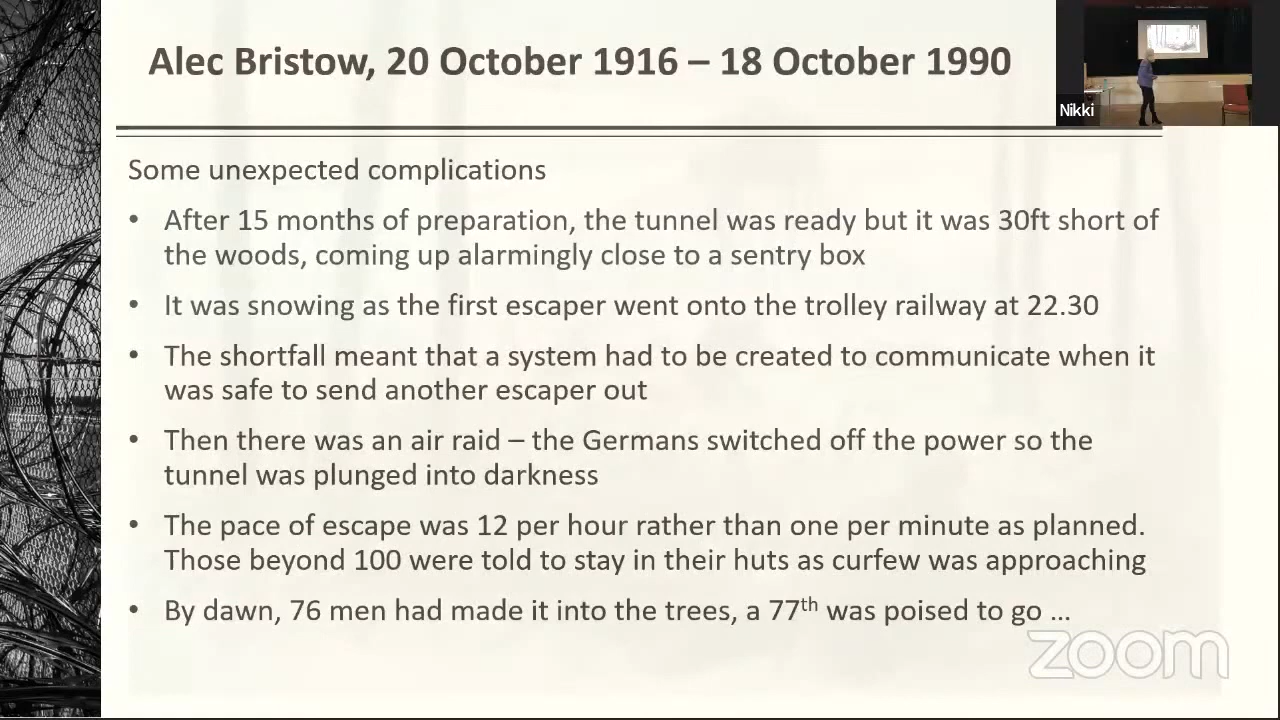 Alec Bristow, 20 October 1916 – 18 October 1990
Nikki
Some unexpected complications
• After 15 months of preparation, the tunnel was ready but it was 30ft short of
the woods, coming up alarmingly close to a sentry box
• It was snowing as the first escaper went onto the trolley railway at 22.30
• The shortfall meant that a system had to be created to communicate when it
was safe to send another escaper out
• Then there was an air raid – the Germans switched off the power so the
tunnel was plunged into darkness
• The pace of escape was 12 per hour rather than one per minute as planned.
Those beyond 100 were told to stay in their huts as curfew was approaching
• By dawn, 76 men had made it into the trees, a 77th was poised to go ...
zoom